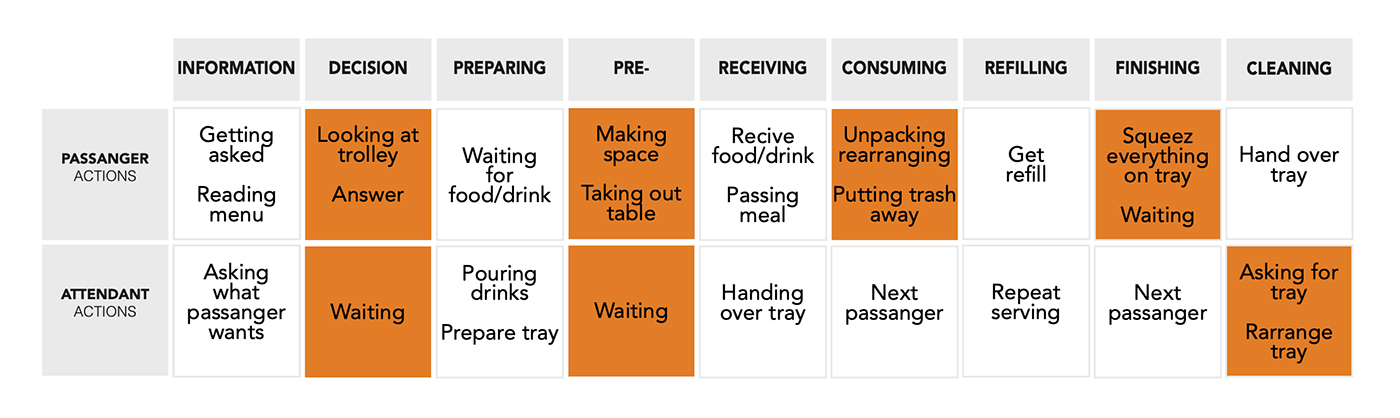 INFORMATION
DECISION
PREPARING
PRE-
RECEIVING
CONSUMING
REFILLING
FINISHING
CLEANING
PASSANGER
ACTIONS
Getting
asked
Reading
menu
Looking at
trolley
Answer
Waiting
for
food/drink
Making
space
Taking out
table
Recive
food/drink
Passing
meal
Unpacking
rearranging
Putting trash
away
Get
refill
Squeez
everything
on tray
Waiting
Hand over
tray
ATTENDANT
ACTIONS
Asking
what
passanger
wants
Waiting
Pouring
drinks
Prepare tray
Waiting
Handing
over tray
Next
passanger
Repeat
serving
Next
passanger
Asking for
tray
Rarrange
tray